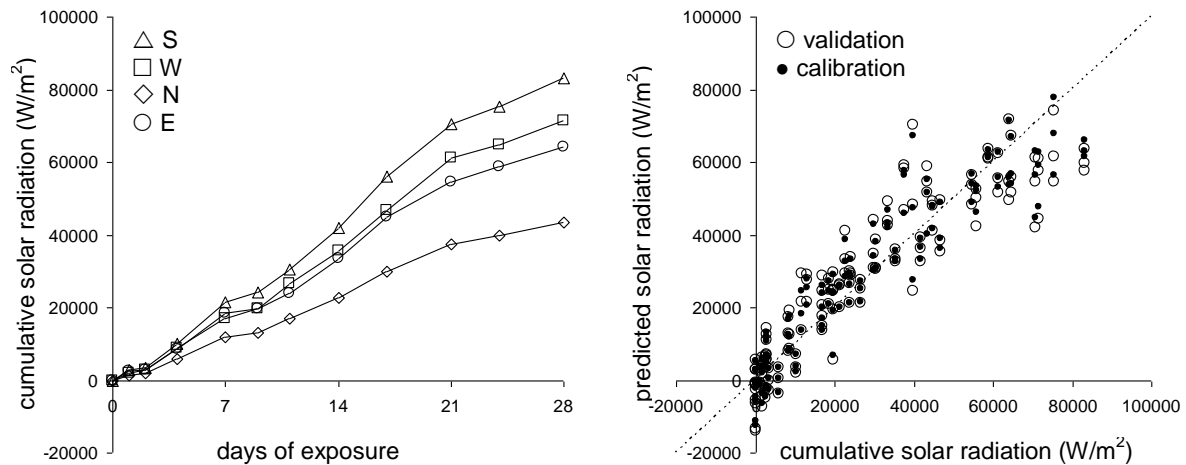 100000
80000
60000
40000
20000
0
-20000
cumulative solar radiation (W/m²)
S
W
N
E
0 7 14 21 28
days of exposure
100000
80000
60000
40000
20000
0
-20000
predicted solar radiation (W/m²)
validation
calibration
-20000 0 20000 40000 60000 80000 100000
cumulative solar radiation (W/m²)